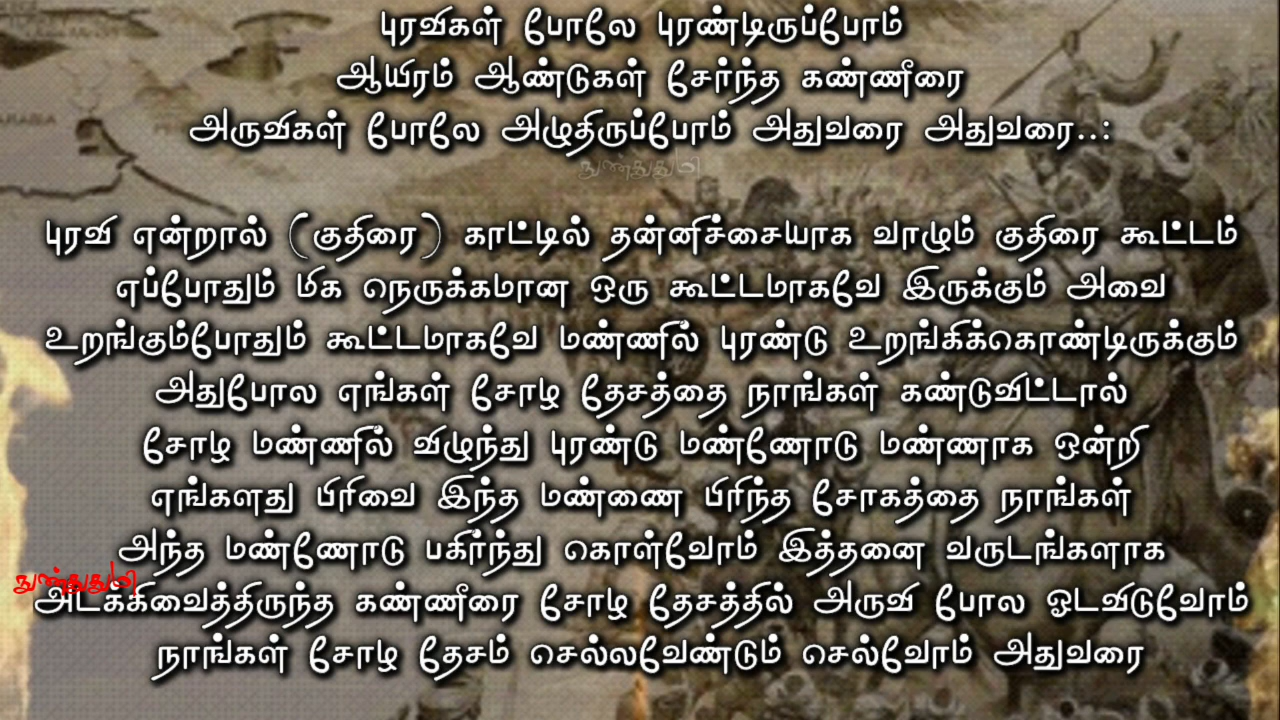 புரவிகள் போலே புரண்டிருப்போம்
ஆயிரம் ஆண்டுகள் சேர்ந்த கண்ணீரை
அருவிகள் போலே அழுதிருப்போம் அதுவரை அதுவரை..:
நுண்துதுமி
புரவி என்றால் (குதிரை) காட்டில் தன்னிச்சையாக வாழும் குதிரை கூட்டம்
எப்போதும் மிக நெருக்கமான ஒரு கூட்டமாகவே இருக்கும் அவை
உறங்கும்போதும் கூட்டமாகவே மண்ணில் புரண்டு உறங்கிக்கொண்டிருக்கும்
அதுபோல எங்கள் சோழ தேசத்தை நாங்கள் கண்டுவிட்டால்
சோழ மண்ணில் விழுந்து புரண்டு மண்ணோடு மண்ணாக ஒன்றி
எங்களது பிரிவை இந்த மண்ணை பிரிந்த சோகத்தை நாங்கள்
அந்த மண்ணோடு பகிர்ந்து கொள்வோம் இத்தனை வருடங்களாக
நுண்துதுமி
அடக்கிவைத்திருந்த கண்ணீரை சோழ தேசத்தில் அருவி போல ஓடவிடுவோம்
நாங்கள் சோழ தேசம் செல்லவேண்டும் செல்வோம் அதுவரை